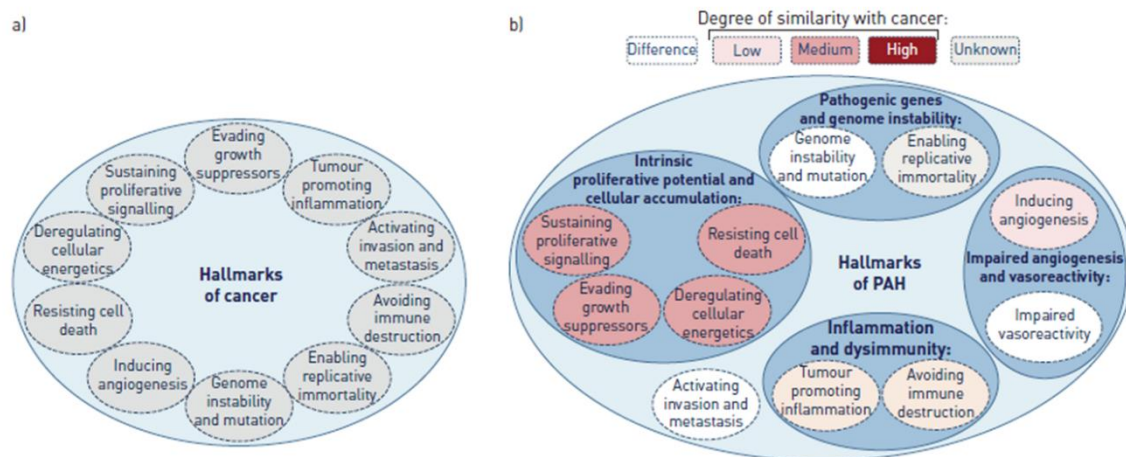 a)
Evading
growth
suppressors
Tumour
promoting
inflammation
Activating
invasion and
metastasis
Avoiding
immune
destruction
Enabling
replicative
immortality
Genome
instability
and mutation
Inducing
angiogenesis
Resisting cell
death
Deregulating
cellular
energetics
Sustaining
proliferative
signalling
Hallmarks
of cancer
b)
Degree of similarity with cancer:
Difference
Low
Medium
High
Unknown
Pathogenic genes
and genome instability:
Genome
instability
and mutation
Enabling
replicative
immortality
Intrinsic
proliferative potential and
cellular accumulation:
Sustaining
proliferative
signalling
Resisting cell
death
Evading
growth
suppressors
Deregulating
cellular
energetics
Hallmarks
of PAH
Inducing
angiogenesis
Impaired angiogenesis
and vasoreactivity:
Impaired
vasoreactivity
Inflammation
and dysimmunity:
Tumour
promoting
inflammation
Avoiding
immune
destruction
Activating
invasion and
metastasis